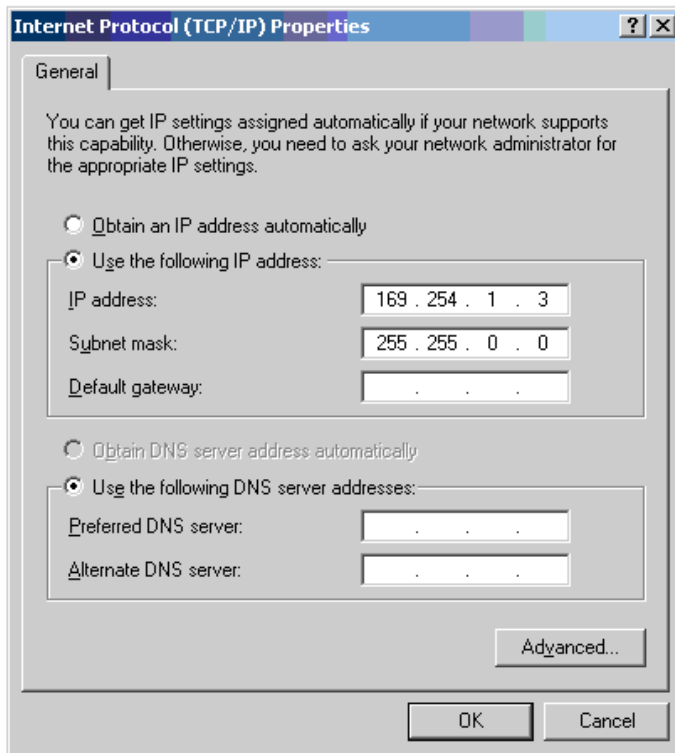 Internet Protocol (TCP/IP) Properties
General
You can get IP settings assigned automatically if your network supports
this capability. Otherwise, you need to ask your network administrator for
the appropriate IP settings.
Obtain an IP address automatically
Use the following IP address:
IP address: 169 . 254 . 1 . 3
Subnet mask: 255 . 255 . 0 . 0
Default gateway: . . .
Obtain DNS server address automatically
Use the following DNS server addresses:
Preferred DNS server: . . .
Alternate DNS server: . . .
Advanced...
OK Cancel